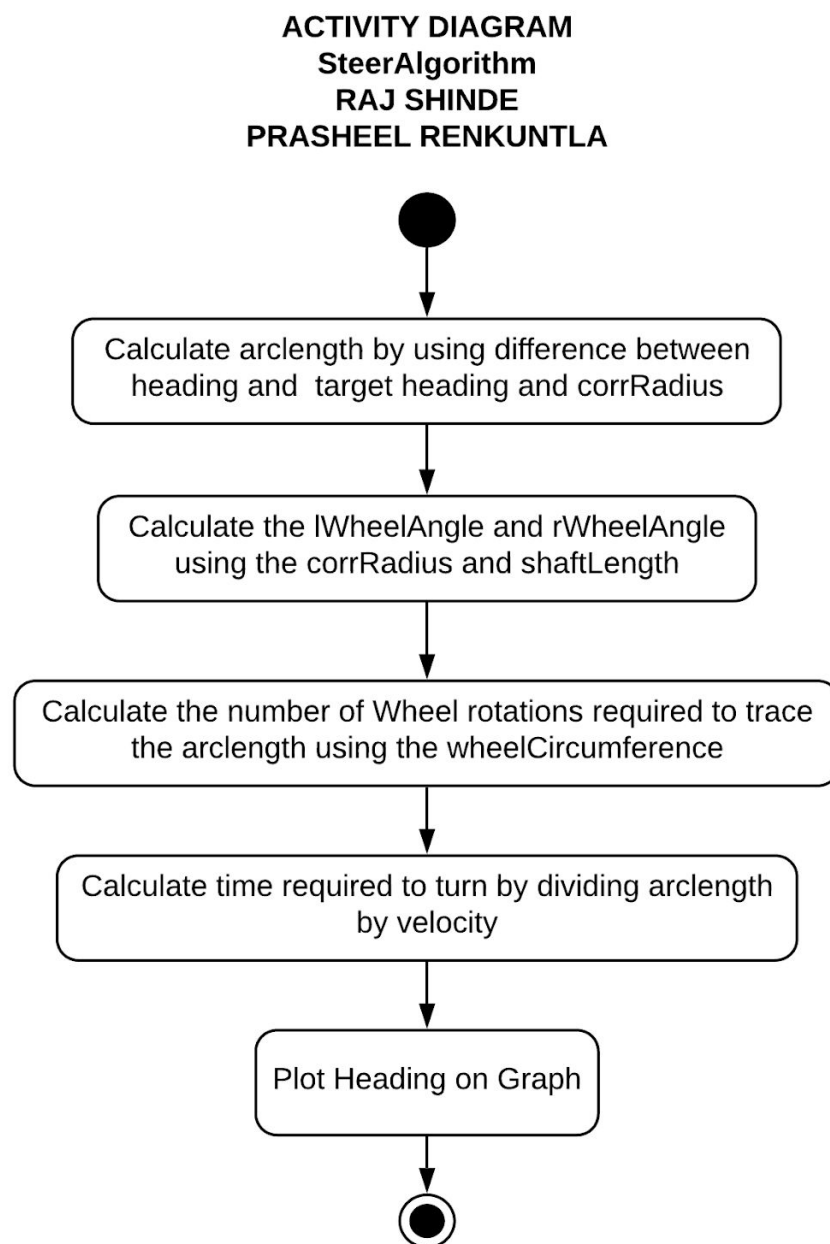 ACTIVITY DIAGRAM
SteerAlgorithm
RAJ SHINDE
PRASHEEL RENKUNTLA
Calculate arclength by using difference between
heading and  target heading and corrRadius
Calculate the lWheelAngle and rWheelAngle
using the corrRadius and shaftLength
Calculate the number of Wheel rotations required to trace
the arclength using the wheelCircumference
Calculate time required to turn by dividing arclength
by velocity
Plot Heading on Graph